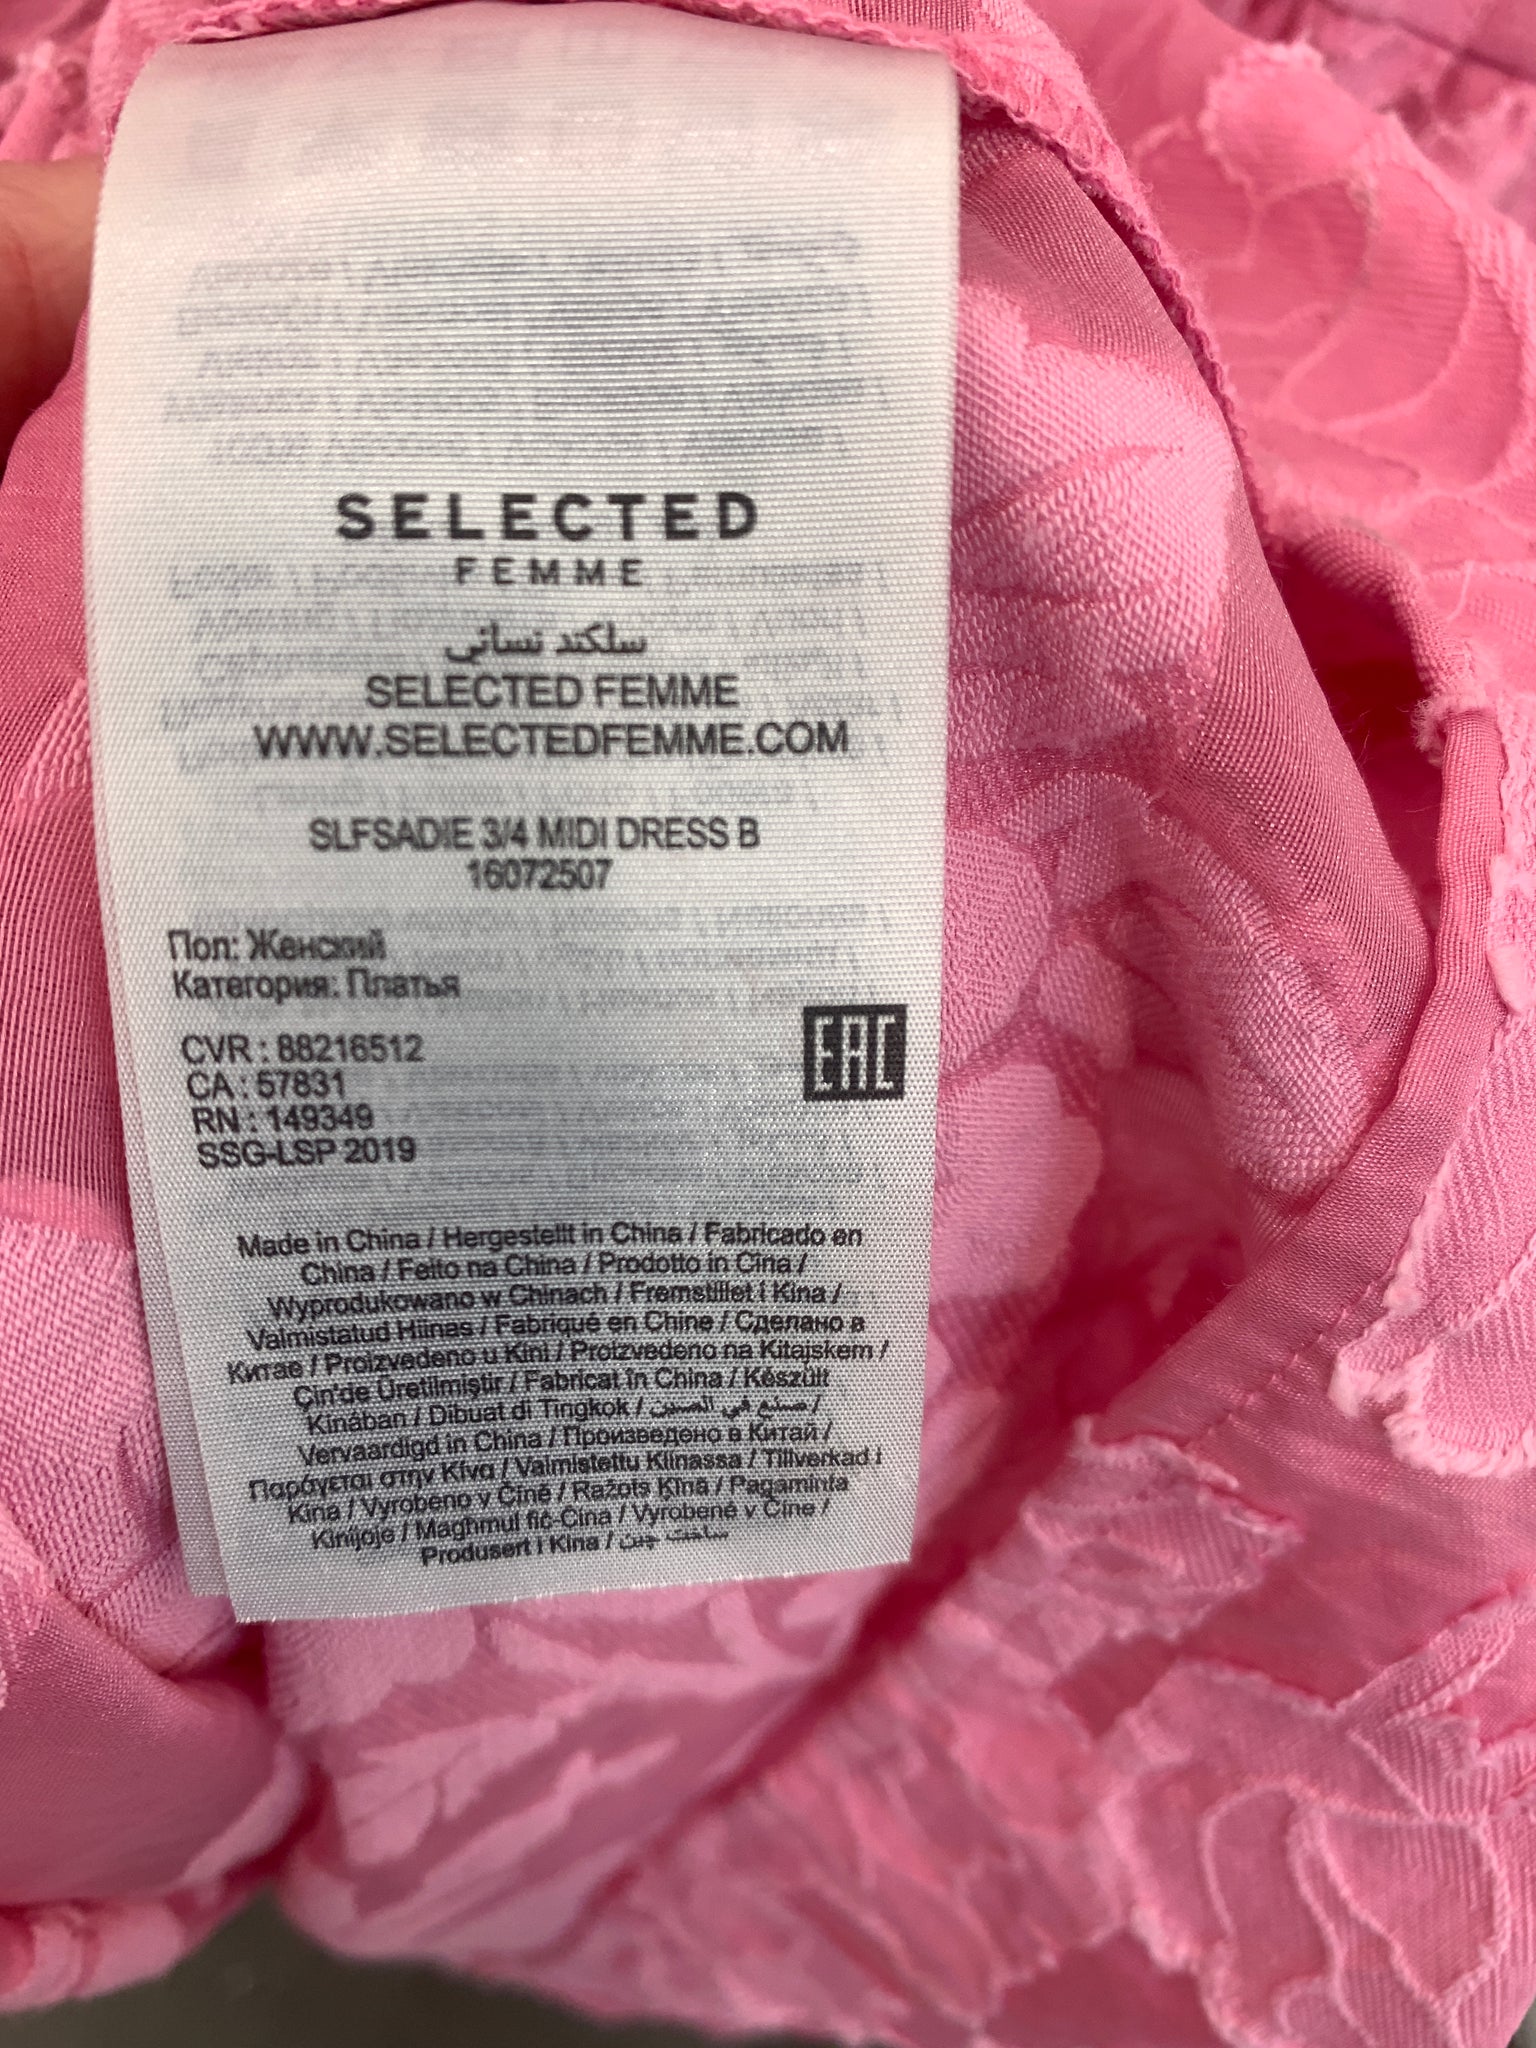 SELECTED
FEMME
سلكتد نسائي
SELECTED FEMME
WWW.SELECTEDFEMME.COM
SLFSADIE 3/4 MIDI DRESS B
16072507
Пол: Женский
Категория: Платья
CVR : 88216512
CA : 57831
RN : 149349
SSG-LSP 2019
EAC
Made in China / Hergestellt in China / Fabricado en
China / Feito na China / Prodotto in Cina /
Wyprodukowano w Chinach / Fremstillet i Kina /
Valmistatud Hiinas / Fabriqué en Chine / Сделано в
Китае / Proizvedeno u Kini / Proizvedeno na Kitajskem /
Çin'de Üretilmiştir / Fabricat în China / Készült
Kínában / Dibuat di Tingkok / صنع في الصين /
Vervaardigd in China / Произведено в Китай /
Παράγεται στην Κίνα / Valmistettu Kiinassa / Tillverkad i
Kina / Vyrobeno v Číně / Ražots Ķīnā / Pagaminta
Kinijoje / Magħmul fiċ-Ċina / Vyrobené v Číne /
Produsert i Kina / ساخت چین